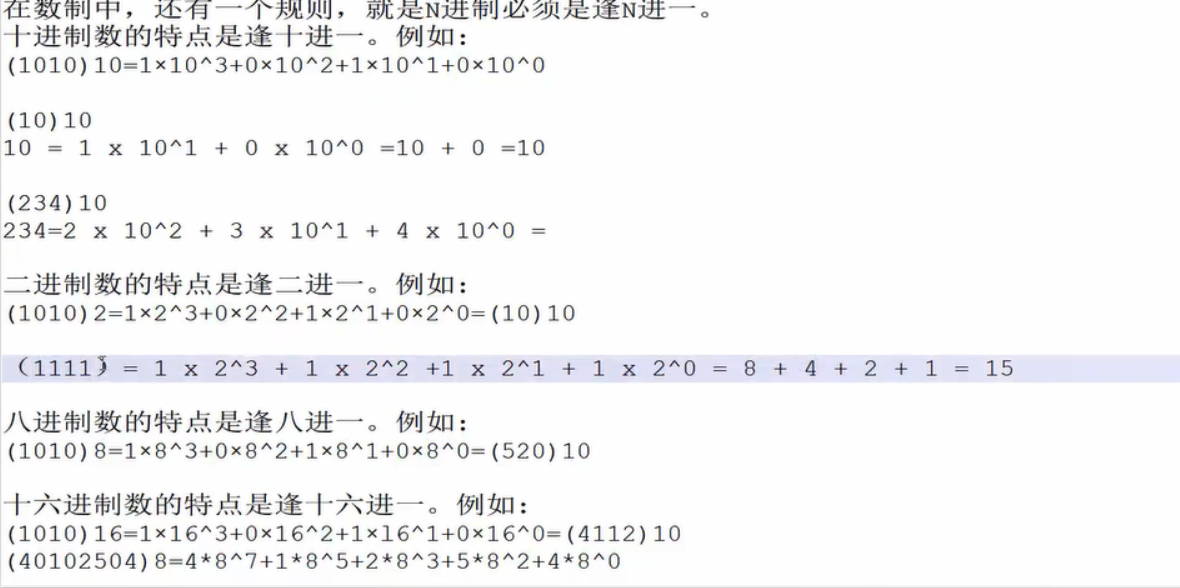 在数制中，还有一个规则，就是N进制必须是逢N进一。
十进制数的特点是逢十进一。例如：
(1010)10=1×10^3+0×10^2+1×10^1+0×10^0
(10)10
10 = 1 x 10^1 + 0 x 10^0 =10 + 0 =10
(234)10
234=2 x 10^2 + 3 x 10^1 + 4 x 10^0 =
二进制数的特点是逢二进一。例如：
(1010)2=1×2^3+0×2^2+1×2^1+0×2^0=(10)10
（1111） = 1 x 2^3 + 1 x 2^2 +1 x 2^1 + 1 x 2^0 = 8 + 4 + 2 + 1 = 15
八进制数的特点是逢八进一。例如：
(1010)8=1×8^3+0×8^2+1×8^1+0×8^0=(520)10
十六进制数的特点是逢十六进一。例如：
(1010)16=1×16^3+0×16^2+1×16^1+0×16^0=(4112)10
(40102504)8=4*8^7+1*8^5+2*8^3+5*8^2+4*8^0